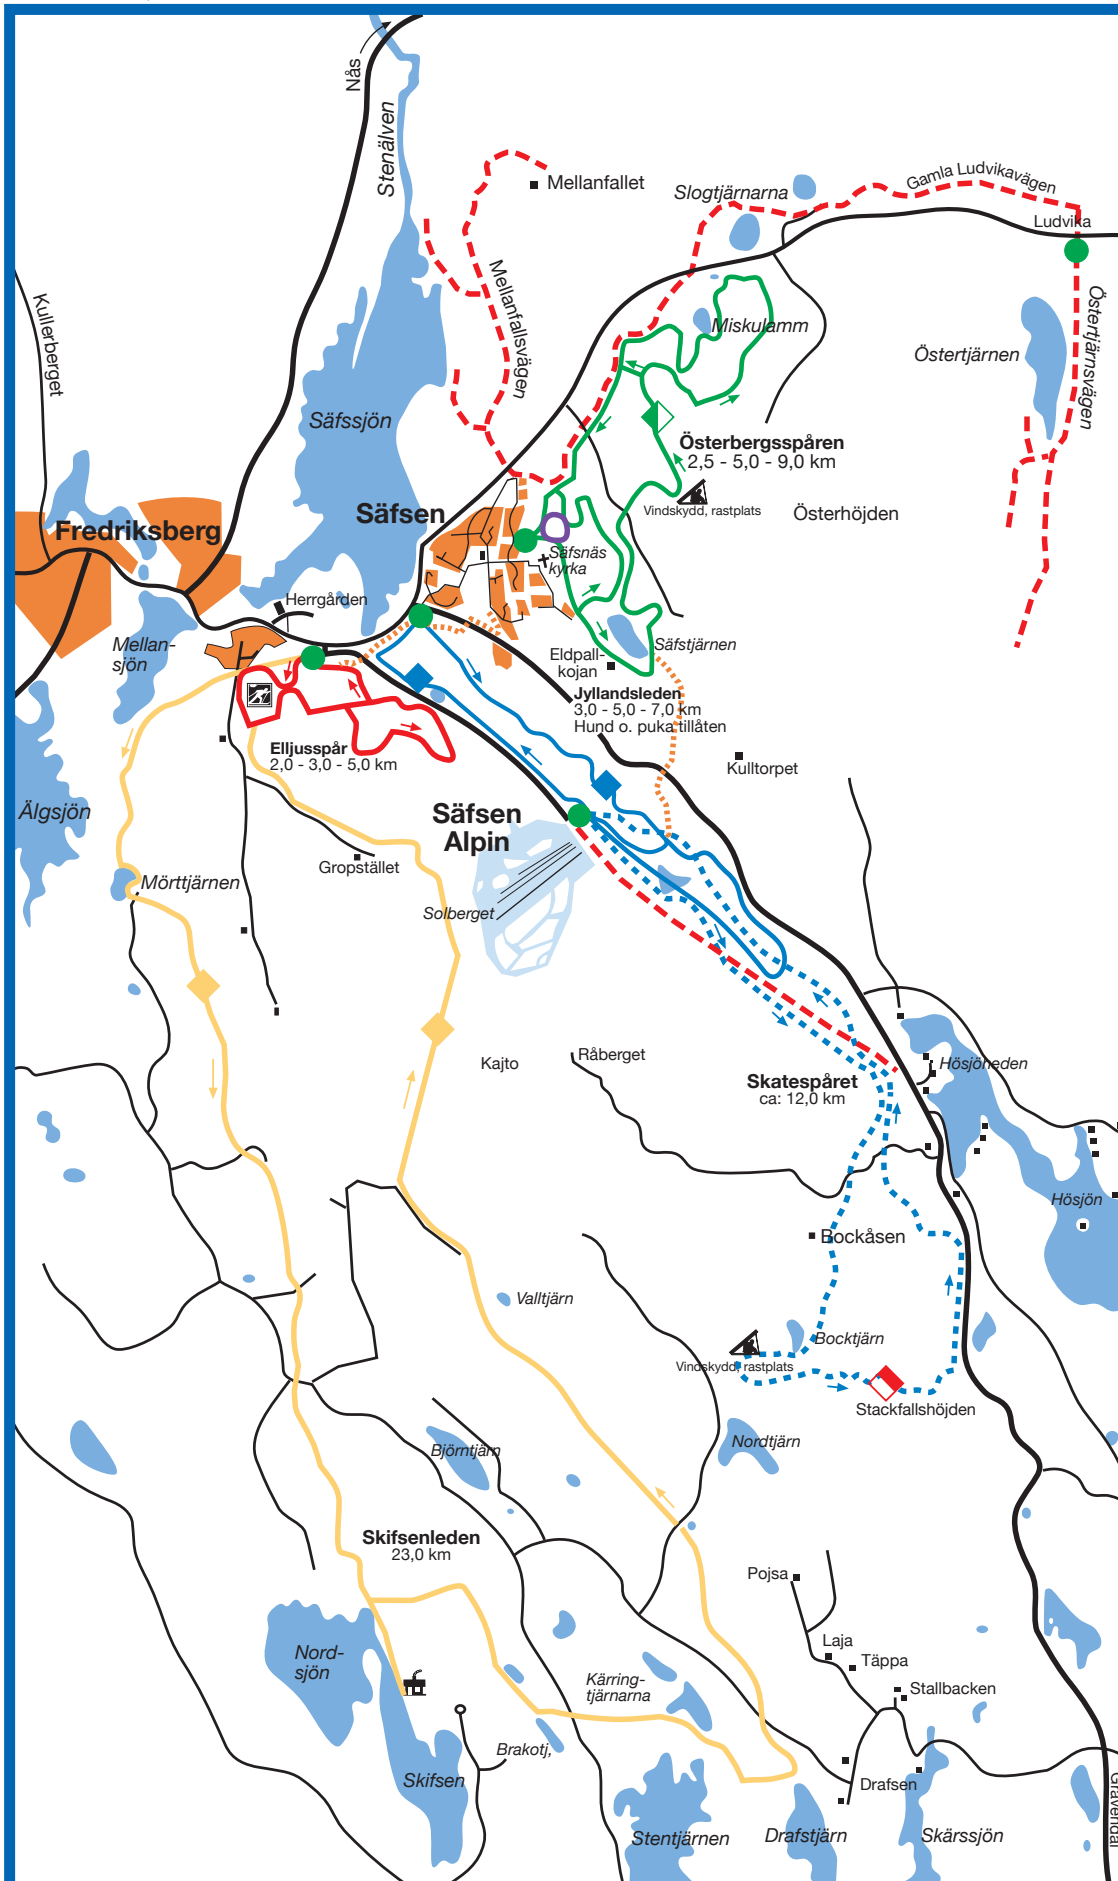 Nås
Stenälven
Mellanfallet
Slogtjärnarna
Gamla Ludvikavägen
Ludvika
Kullerberget
Mellanfallsvägen
Miskulamm
Östertjärnen
Östertjärnsvägen
Säfssjön
Österbergsspåren
2,5 - 5,0 - 9,0 km
Vindskydd, rastplats
Österhöjden
Säfsen
Fredriksberg
Säfsnäs
kyrka
Herrgården
Mellan-
sjön
Säfstjärnen
Eldpall-
kojan
Jyllandsleden
3,0 - 5,0 - 7,0 km
Hund o. puka tillåten
Elljusspår
2,0 - 3,0 - 5,0 km
Kulltorpet
Älgsjön
Säfsen
Alpin
Gropstället
Mörttjärnen
Solberget
Kajto
Råberget
Hösjöheden
Skatespåret
ca: 12,0 km
Hösjön
Bockåsen
Valltjärn
Bocktjärn
Vindskydd, rastplats
Stackfallshöjden
Björntjärn
Nordtjärn
Skifsenleden
23,0 km
Pojsa
Laja
Täppa
Nord-
sjön
Kärring-
tjärnarna
Stallbacken
Brakotj,
Skifsen
Drafsen
Gravendal
Stentjärnen
Drafstjärn
Skärssjön